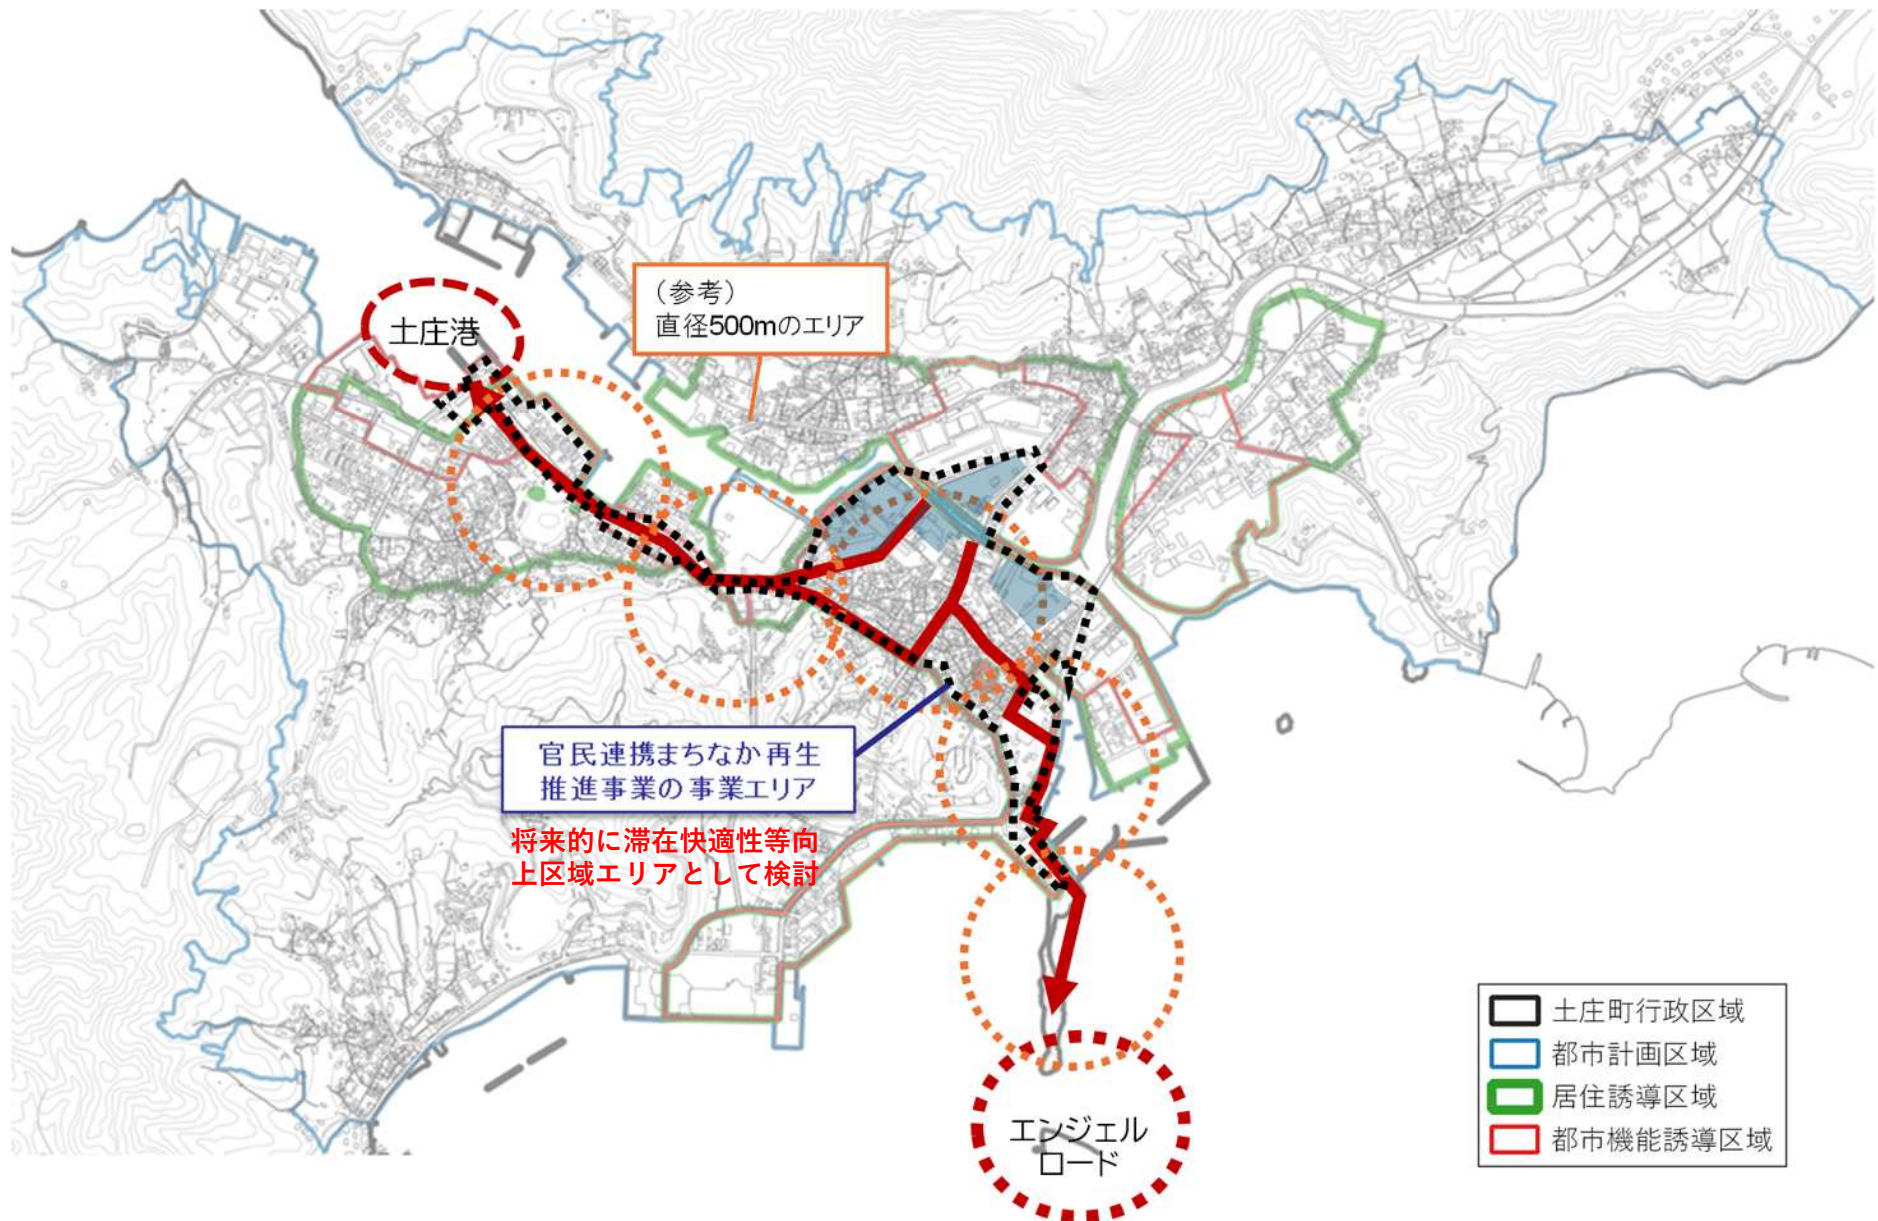 土庄港
（参考）
直径500mのエリア
官民連携まちなか再生
推進事業の事業エリア
将来的に滞在快適性等向
上区域エリアとして検討
エンジェル
ロード
土庄町行政区域
都市計画区域
居住誘導区域
都市機能誘導区域